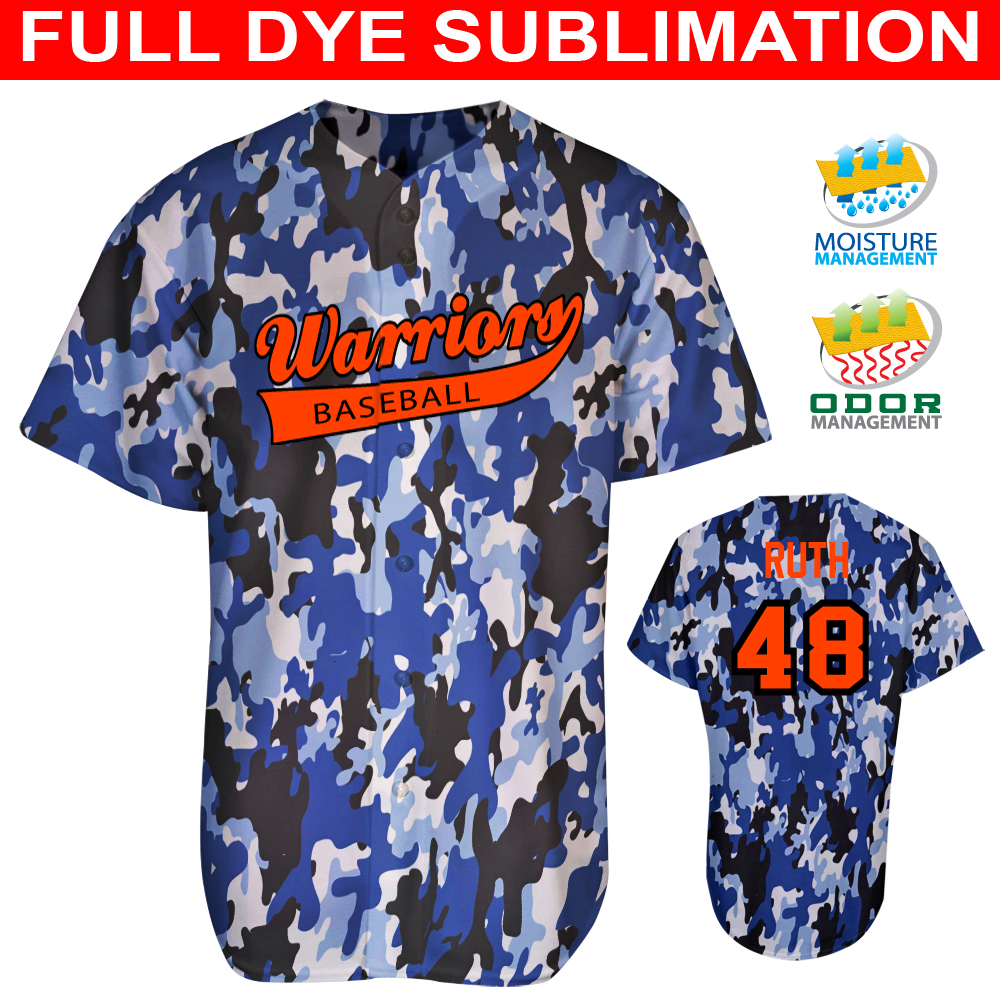 FULL DYE SUBLIMATION
MOISTURE
MANAGEMENT
Warriors
BASEBALL
ODOR
MANAGEMENT
RUTH
48